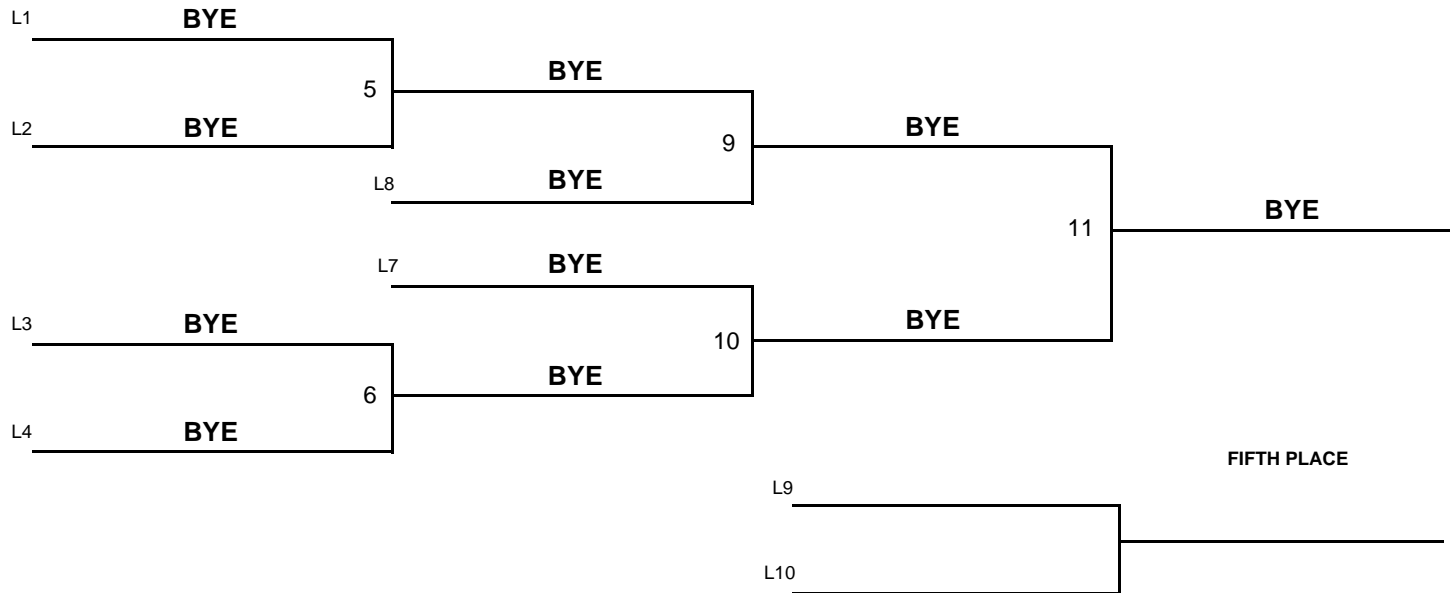 L1 BYE
5 BYE
L2 BYE
9 BYE
L8 BYE
11 BYE
L7 BYE
L3 BYE
10 BYE
6 BYE
L4 BYE
FIFTH PLACE
L9
L10